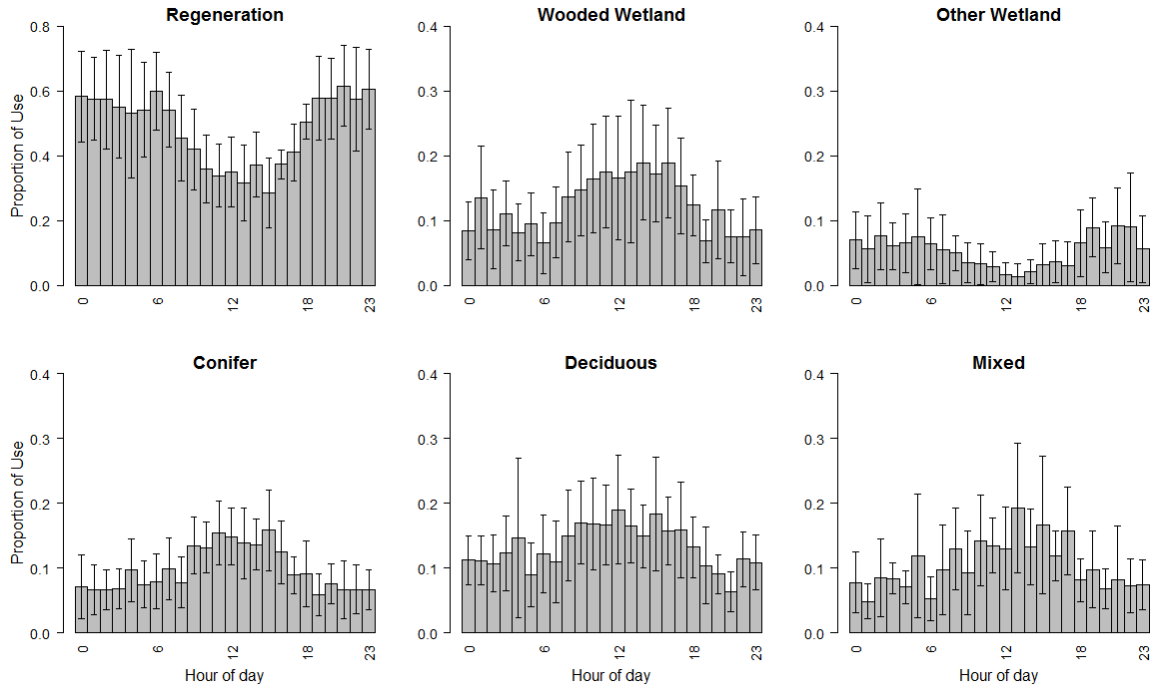 Regeneration
Wooded Wetland
Other Wetland
0.8
0.6
0.4
0.2
0.0
Proportion of Use
0 6 12 18 23
0.4
0.3
0.2
0.1
0.0
0 6 12 18 23
0.4
0.3
0.2
0.1
0.0
0 6 12 18 23
Conifer
Deciduous
Mixed
0.4
0.3
0.2
0.1
0.0
Proportion of Use
0 6 12 18 23
Hour of day
0.4
0.3
0.2
0.1
0.0
0 6 12 18 23
Hour of day
0.4
0.3
0.2
0.1
0.0
0 6 12 18 23
Hour of day